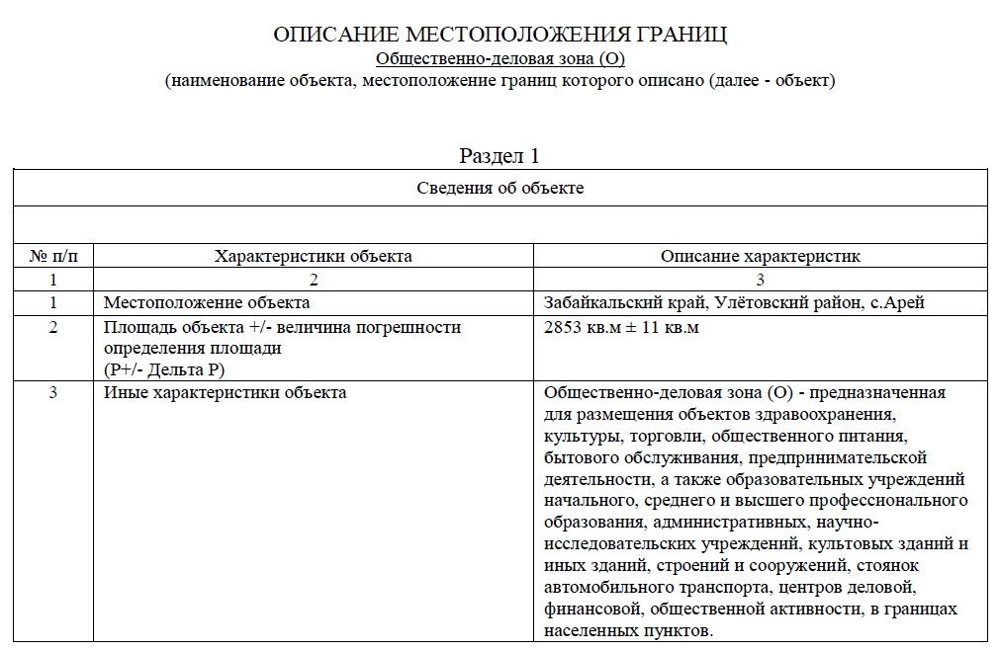 ОПИСАНИЕ МЕСТОПОЛОЖЕНИЯ ГРАНИЦ
Общественно-деловая зона (О)
(наименование объекта, местоположение границ которого описано (далее - объект)
Раздел 1
Сведения об объекте
№ п/п Характеристики объекта Описание характеристик
1 2 3
1 Местоположение объекта Забайкальский край, Улётовский район, с.Арей
2 Площадь объекта +/- величина погрешности 2853 кв.м ± 11 кв.м
определения площади
(P+/- Дельта P)
3 Иные характеристики объекта Общественно-деловая зона (О) - предназначенная
для размещения объектов здравоохранения,
культуры, торговли, общественного питания,
бытового обслуживания, предпринимательской
деятельности, а также образовательных учреждений
начального, среднего и высшего профессионального
образования, административных, научно-
исследовательских учреждений, культовых зданий и
иных зданий, строений и сооружений, стоянок
автомобильного транспорта, центров деловой,
финансовой, общественной активности, в границах
населенных пунктов.